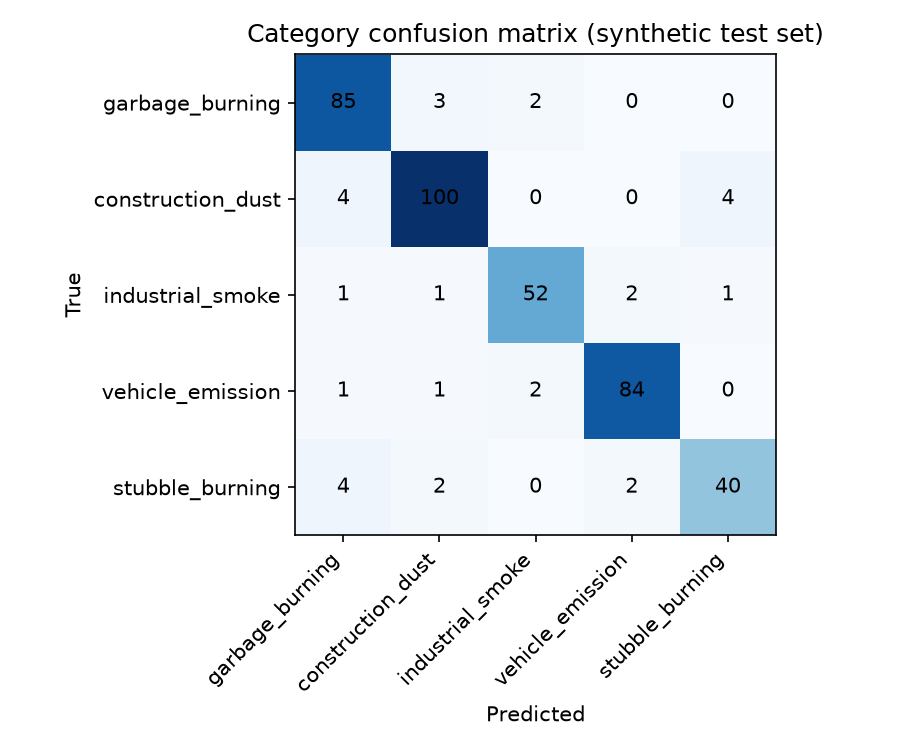 Category confusion matrix (synthetic test set)
garbage_burning 85 3 2 0 0
construction_dust 4 100 0 0 4
industrial_smoke 1 1 52 2 1
vehicle_emission 1 1 2 84 0
stubble_burning 4 2 0 2 40
True
garbage_burning
construction_dust
industrial_smoke
vehicle_emission
stubble_burning
Predicted